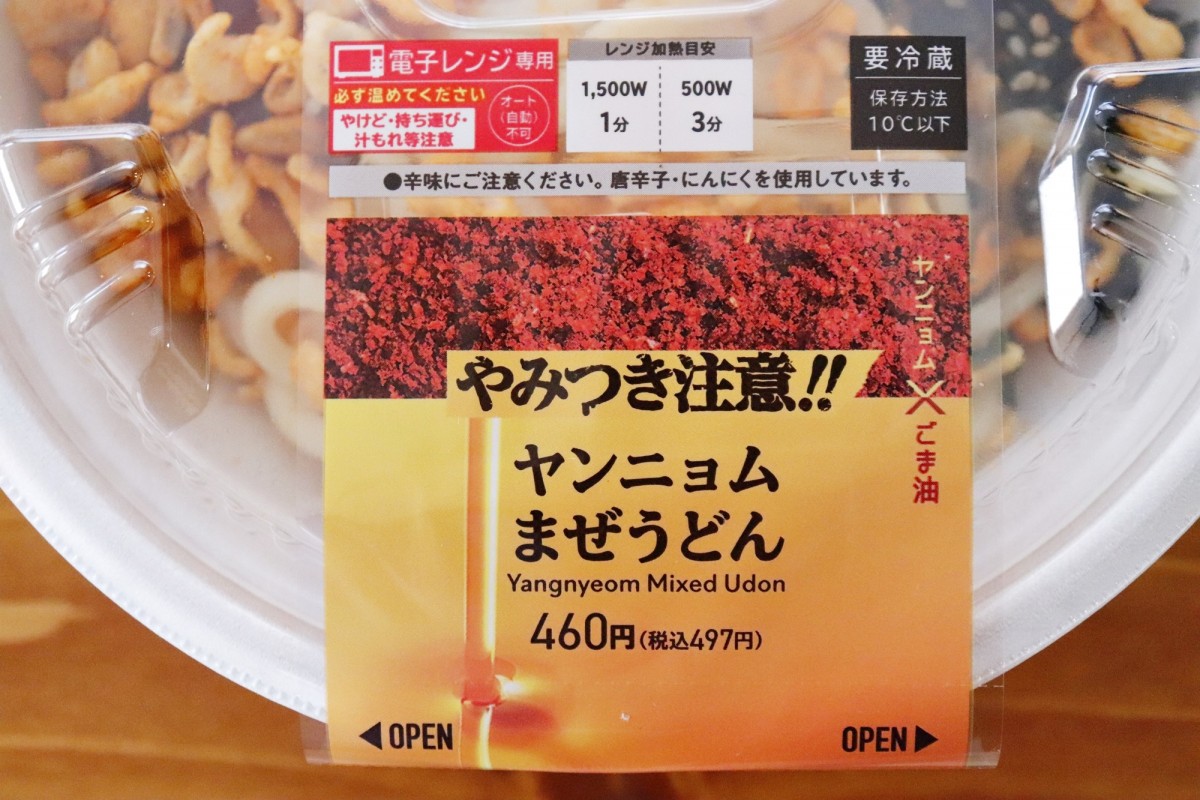 電子レンジ専用
必ず温めてください
やけど・持ち運び・
汁もれ等注意
オート
(自動)
不可
レンジ加熱目安
1,500W 500W
1分 3分
要冷蔵
保存方法
10℃以下
●辛味にご注意ください。唐辛子・にんにくを使用しています。
ヤンニョム×ごま油
やみつき注意!!
ヤンニョム
まぜうどん
Yangnyeom Mixed Udon
460円(税込497円)
◀OPEN
OPEN▶